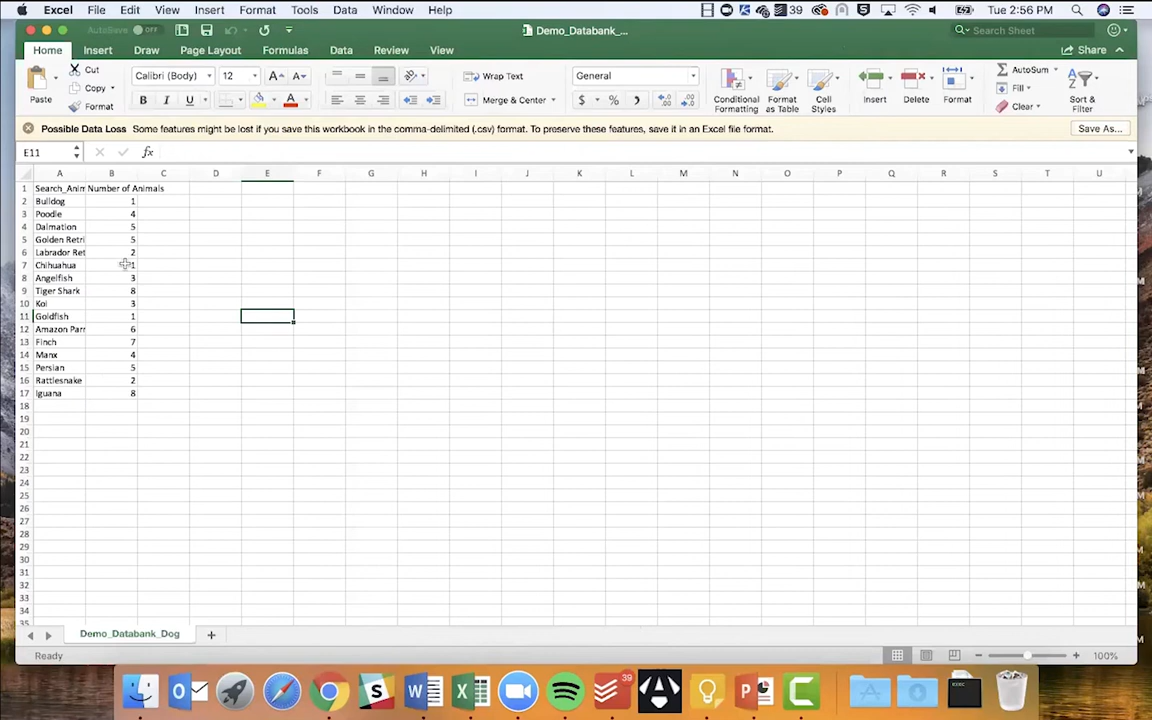 Excel File Edit View Insert Format Tools Data Window Help 39 Tue 2:56 PM
AutoSave OFF Demo_Databank_... Search Sheet
Home Insert Draw Page Layout Formulas Data Review View Share
Paste Cut Copy Format Calibri (Body) 12 A A B I U A Wrap Text Merge & Center General $ % , Conditional Formatting Format as Table Cell Styles Insert Delete Format AutoSum Fill Clear Sort & Filter
Possible Data Loss Some features might be lost if you save this workbook in the comma-delimited (.csv) format. To preserve these features, save it in an Excel file format. Save As...
E11 fx
A B C D E F G H I J K L M N O P Q R S T U
1 Search_Anim Number of Animals
2 Bulldog 1
3 Poodle 4
4 Dalmation 5
5 Golden Retri 5
6 Labrador Ret 2
7 Chihuahua 1
8 Angelfish 3
9 Tiger Shark 8
10 Koi 3
11 Goldfish 1
12 Amazon Parr 6
13 Finch 7
14 Manx 4
15 Persian 5
16 Rattlesnake 2
17 Iguana 8
18
19
20
21
22
23
24
25
26
27
28
29
30
31
32
33
34
35
Demo_Databank_Dog +
Ready 100%
39